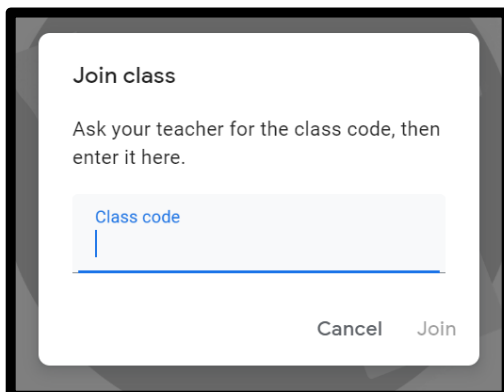 Join class
Ask your teacher for the class code, then
enter it here.
Class code
Cancel Join